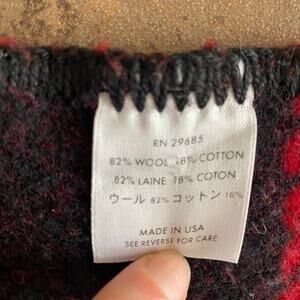 RN 29685
82% WOOL 18% COTTON
82% LAINE 18% COTON
ウール 82% コットン 18%
MADE IN USA
SEE REVERSE FOR CARE